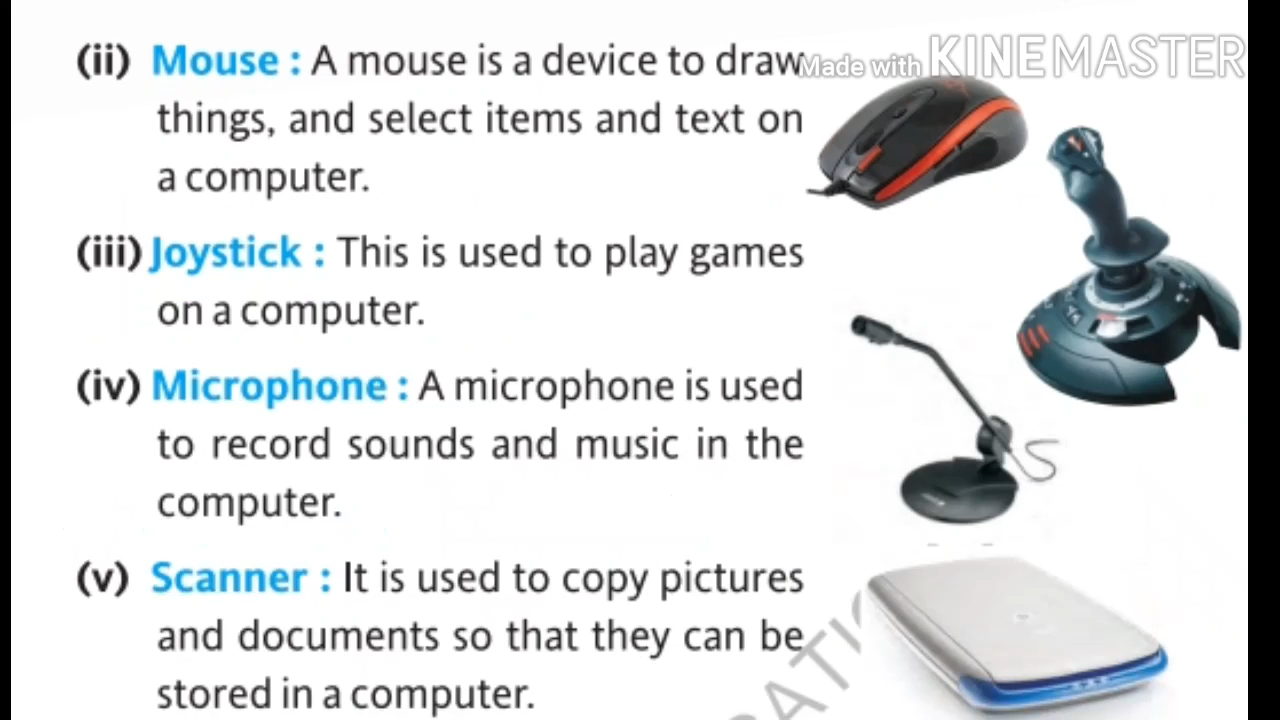 (ii) Mouse : A mouse is a device to draw
Made with KINEMASTER
things, and select items and text on
a computer.
(iii) Joystick : This is used to play games
on a computer.
(iv) Microphone : A microphone is used
to record sounds and music in the
computer.
(v) Scanner : It is used to copy pictures
and documents so that they can be
stored in a computer.